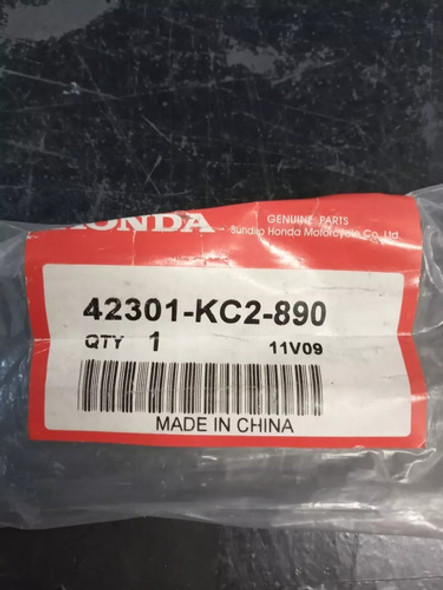 HONDA
GENUINE PARTS
Sundiro Honda Motorcycle Co., Ltd.
42301-KC2-890
QTY 1 11V09
MADE IN CHINA